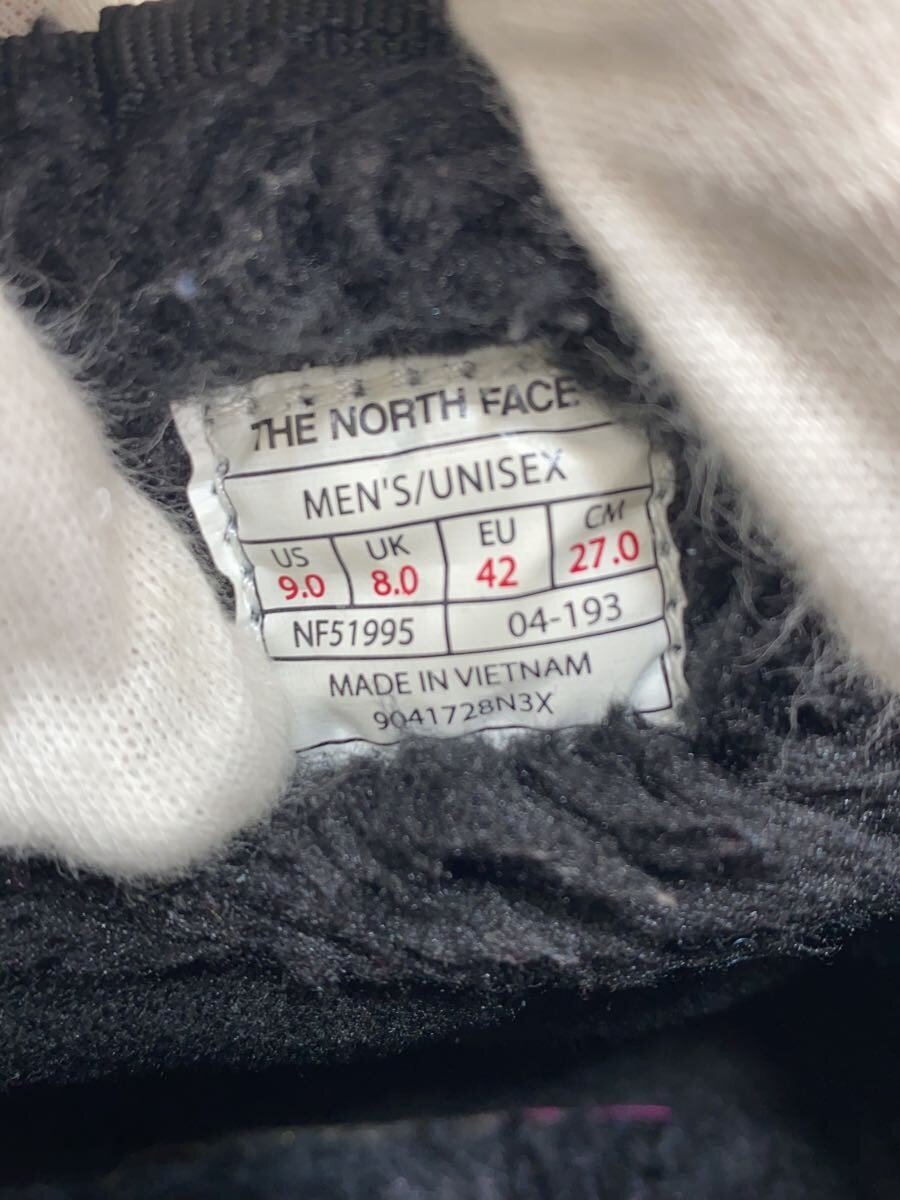 THE NORTH FACE
MEN'S/UNISEX
US UK EU CM
9.0 8.0 42 27.0
NF51995 04-193
MADE IN VIETNAM
9041728N3X